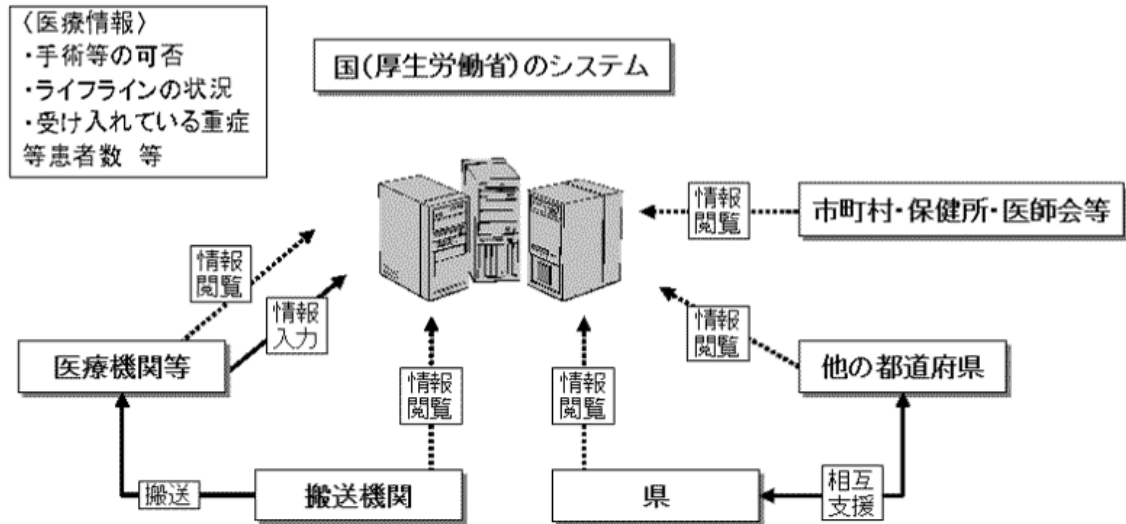 〈医療情報〉
・手術等の可否
・ライフラインの状況
・受け入れている重症
等患者数 等
国(厚生労働省)のシステム
情報
閲覧
市町村・保健所・医師会等
情報
閲覧
情報
入力
情報
閲覧
医療機関等
他の都道府県
情報
閲覧
情報
閲覧
搬送
搬送機関
県
相互
支援